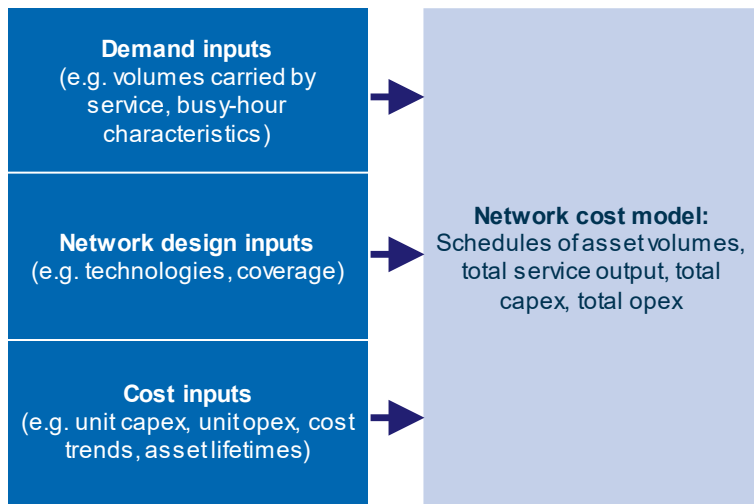 Demand inputs
(e.g. volumes carried by
service, busy-hour
characteristics)
Network design inputs
(e.g. technologies, coverage)
Cost inputs
(e.g. unit capex, unit opex, cost
trends, asset lifetimes)
Network cost model:
Schedules of asset volumes,
total service output, total
capex, total opex